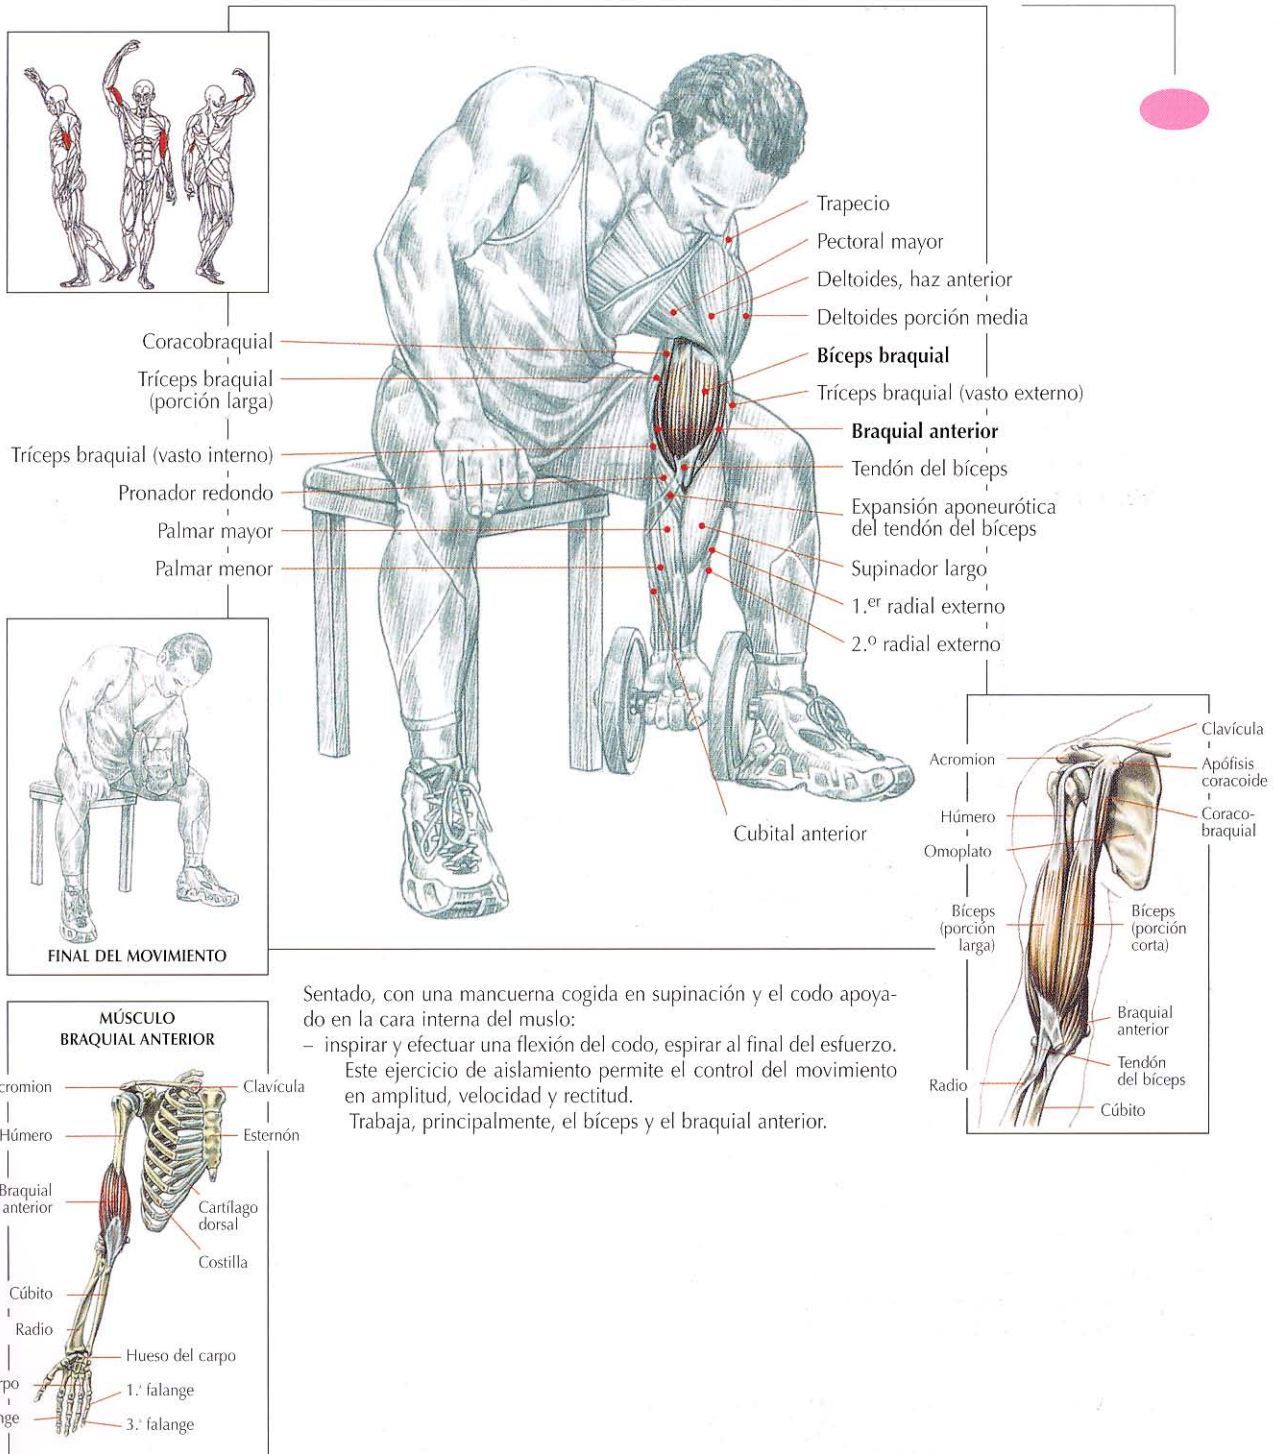 Trapecio
Pectoral mayor
Deltoides, haz anterior
Deltoides porción media
Bíceps braquial
Tríceps braquial (vasto externo)
Braquial anterior
Tendón del bíceps
Expansión aponeurótica
del tendón del bíceps
Supinador largo
1.er radial externo
2.º radial externo
Coracobraquial
Tríceps braquial
(porción larga)
Tríceps braquial (vasto interno)
Pronador redondo
Palmar mayor
Palmar menor
Cubital anterior
FINAL DEL MOVIMIENTO
Clavícula
Acromion
Apófisis
coracoide
Húmero
Coraco-
braquial
Omoplato
Bíceps
(porción
larga)
Bíceps
(porción
corta)
Braquial
anterior
Tendón
del bíceps
Radio
Cúbito
Sentado, con una mancuerna cogida en supinación y el codo apoya-
do en la cara interna del muslo:
– inspirar y efectuar una flexión del codo, espirar al final del esfuerzo.
Este ejercicio de aislamiento permite el control del movimiento
en amplitud, velocidad y rectitud.
Trabaja, principalmente, el bíceps y el braquial anterior.
MÚSCULO
BRAQUIAL ANTERIOR
cromion
Clavícula
Húmero
Esternón
Braquial
anterior
Cartílago
dorsal
Costilla
Cúbito
Radio
Hueso del carpo
rpo
1.ª falange
nge
3.ª falange